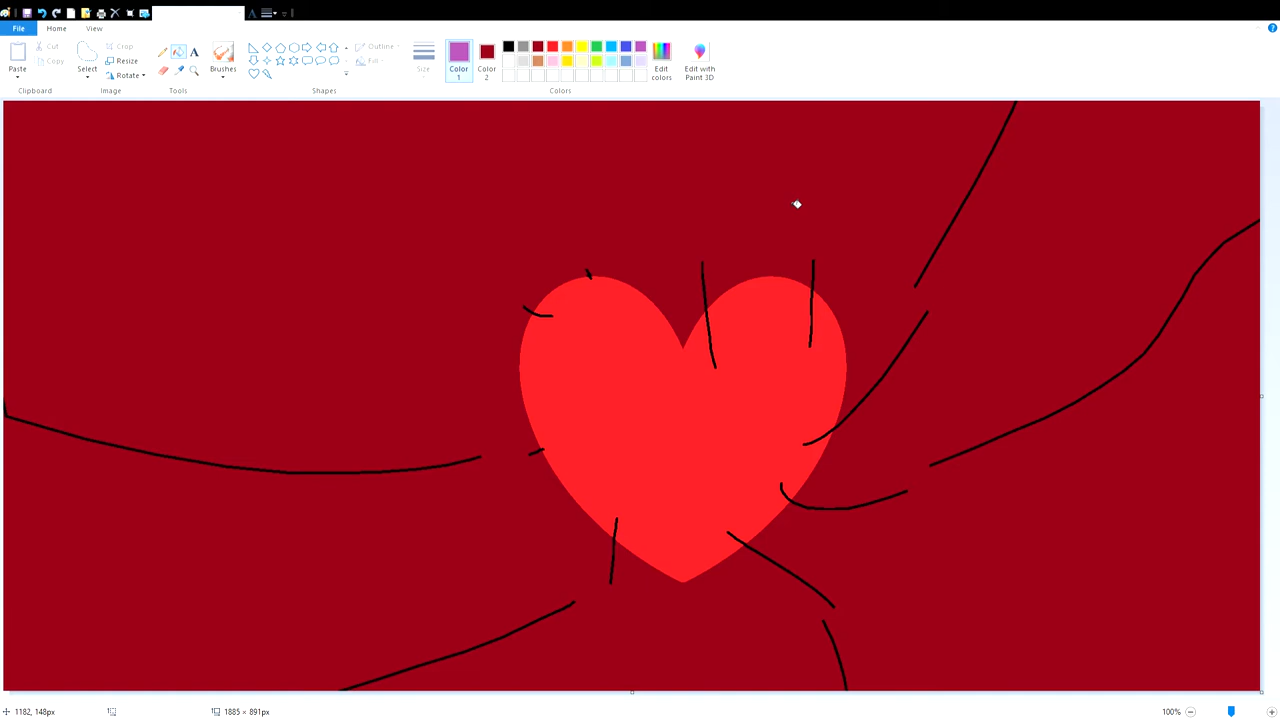 File Home View
Paste Cut Copy Select Crop Resize Rotate A Brushes Outline Fill Size Color 1 Color 2 Edit colors Edit with Paint 3D
Clipboard Image Tools Shapes Colors
1182, 148px 1885 × 891px 100%